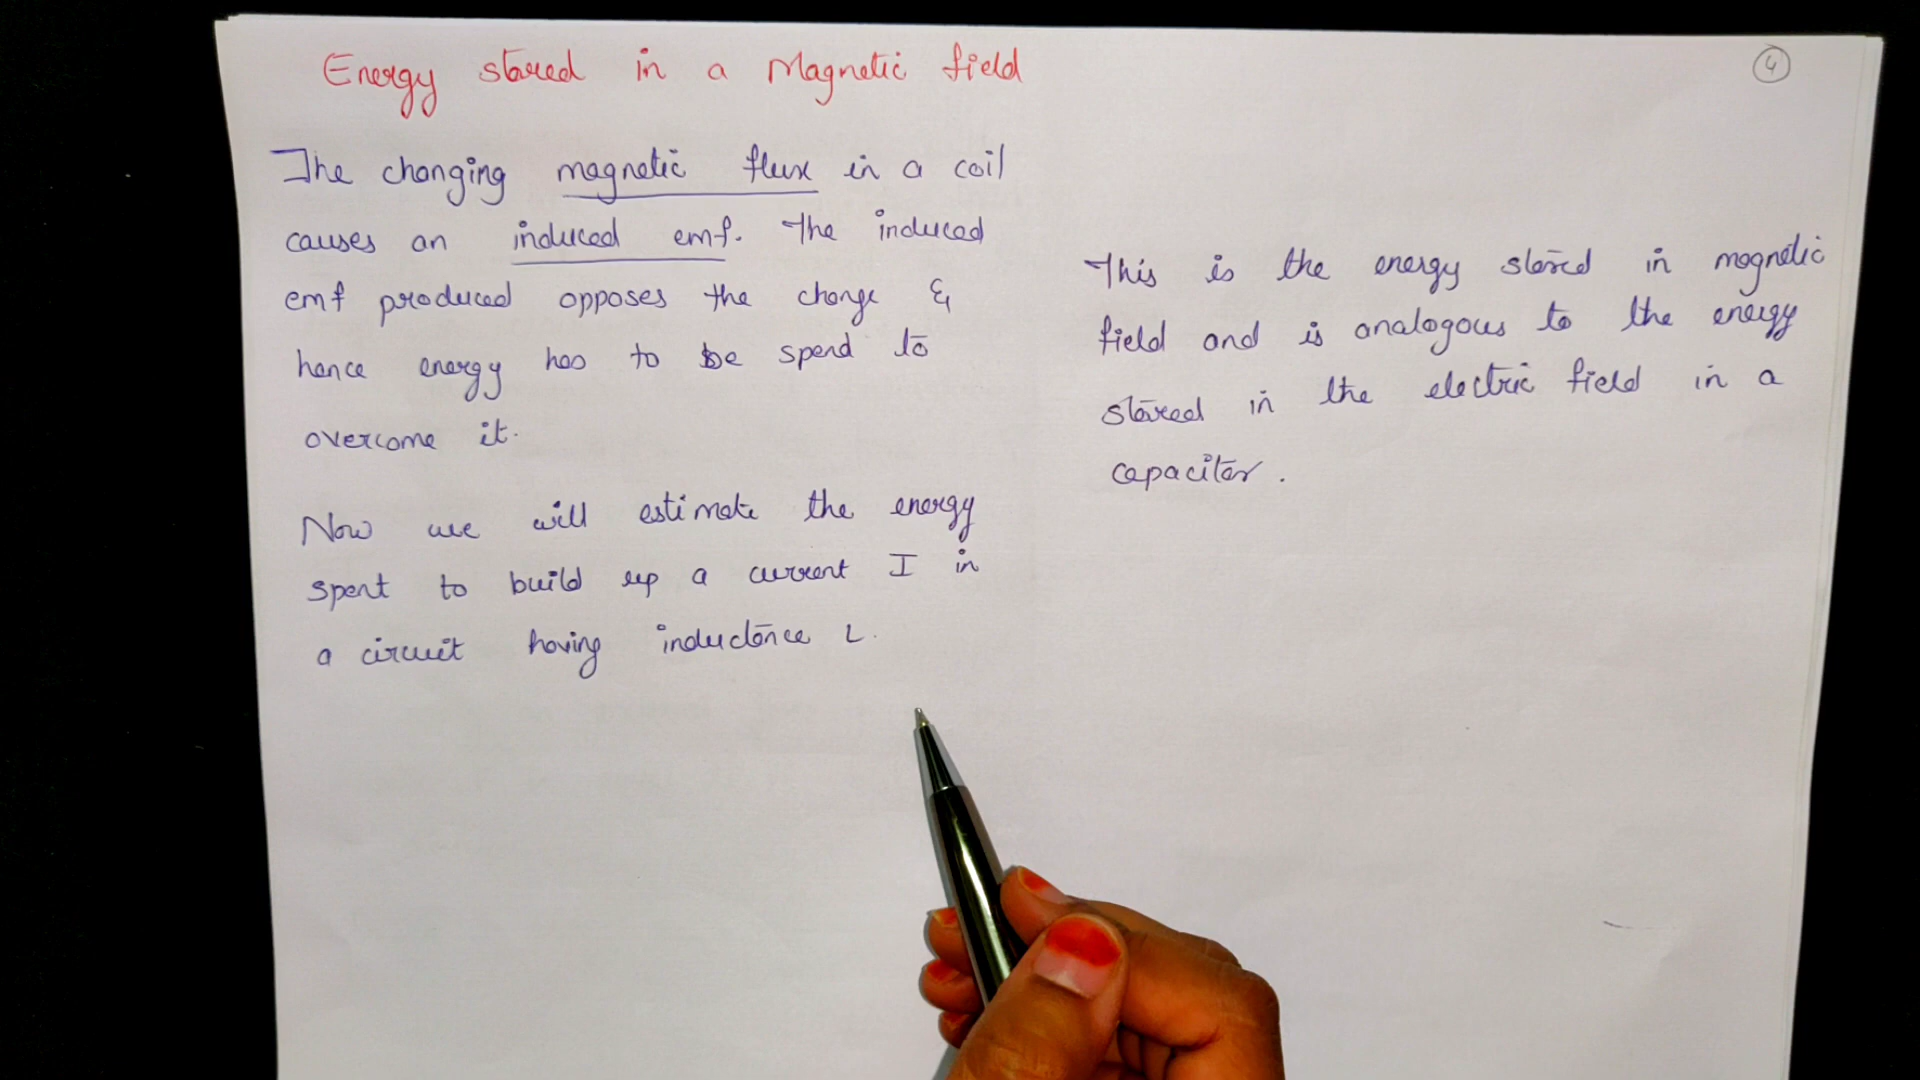 Energy stored in a Magnetic field
4
The changing magnetic flux in a coil
causes an induced emf. The induced
emf produced opposes the change &
hence energy has to be spend to
overcome it.
Now we will estimate the energy
spent to build up a current I in
a circuit having inductance L.
This is the energy stored in magnetic
field and is analogous to the energy
stored in the electric field in a
capacitor.